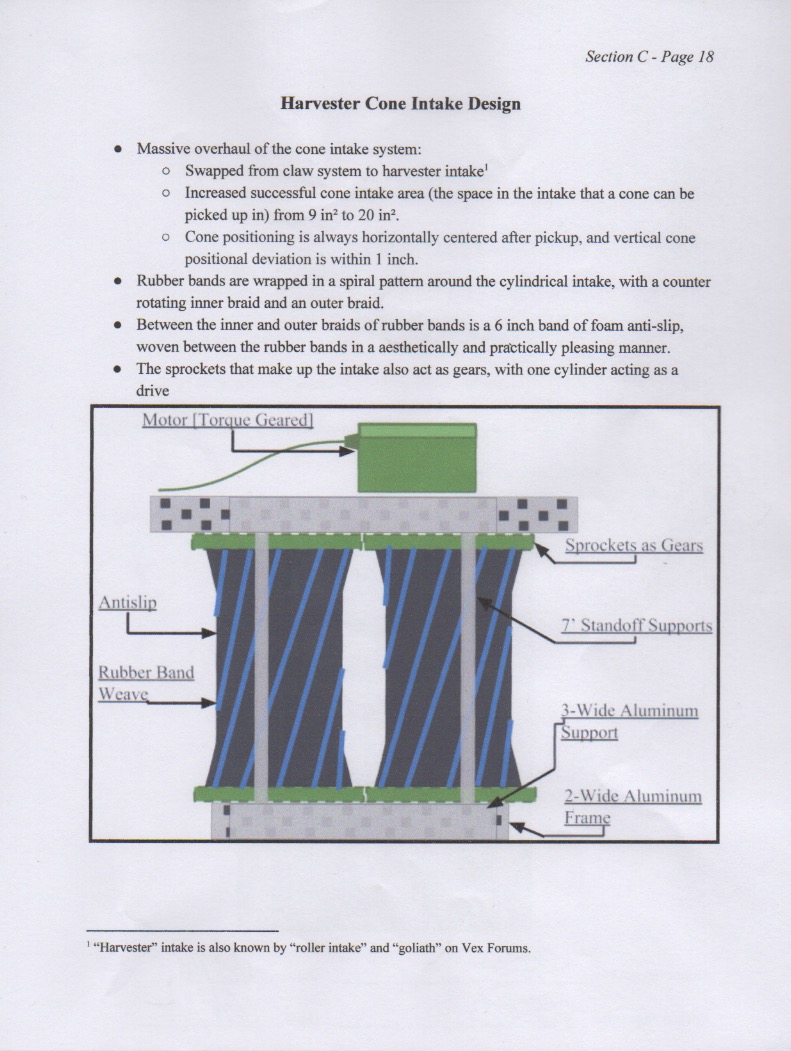 Section C - Page 18
Harvester Cone Intake Design
● Massive overhaul of the cone intake system:
○ Swapped from claw system to harvester intake¹
○ Increased successful cone intake area (the space in the intake that a cone can be
picked up in) from 9 in² to 20 in².
○ Cone positioning is always horizontally centered after pickup, and vertical cone
positional deviation is within 1 inch.
● Rubber bands are wrapped in a spiral pattern around the cylindrical intake, with a counter
rotating inner braid and an outer braid.
● Between the inner and outer braids of rubber bands is a 6 inch band of foam anti-slip,
woven between the rubber bands in a aesthetically and practically pleasing manner.
● The sprockets that make up the intake also act as gears, with one cylinder acting as a
drive
Motor [Torque Geared]
Sprockets as Gears
Antislip
7’ Standoff Supports
Rubber Band
Weave
3-Wide Aluminum
Support
2-Wide Aluminum
Frame
¹ “Harvester” intake is also known by “roller intake” and “goliath” on Vex Forums.